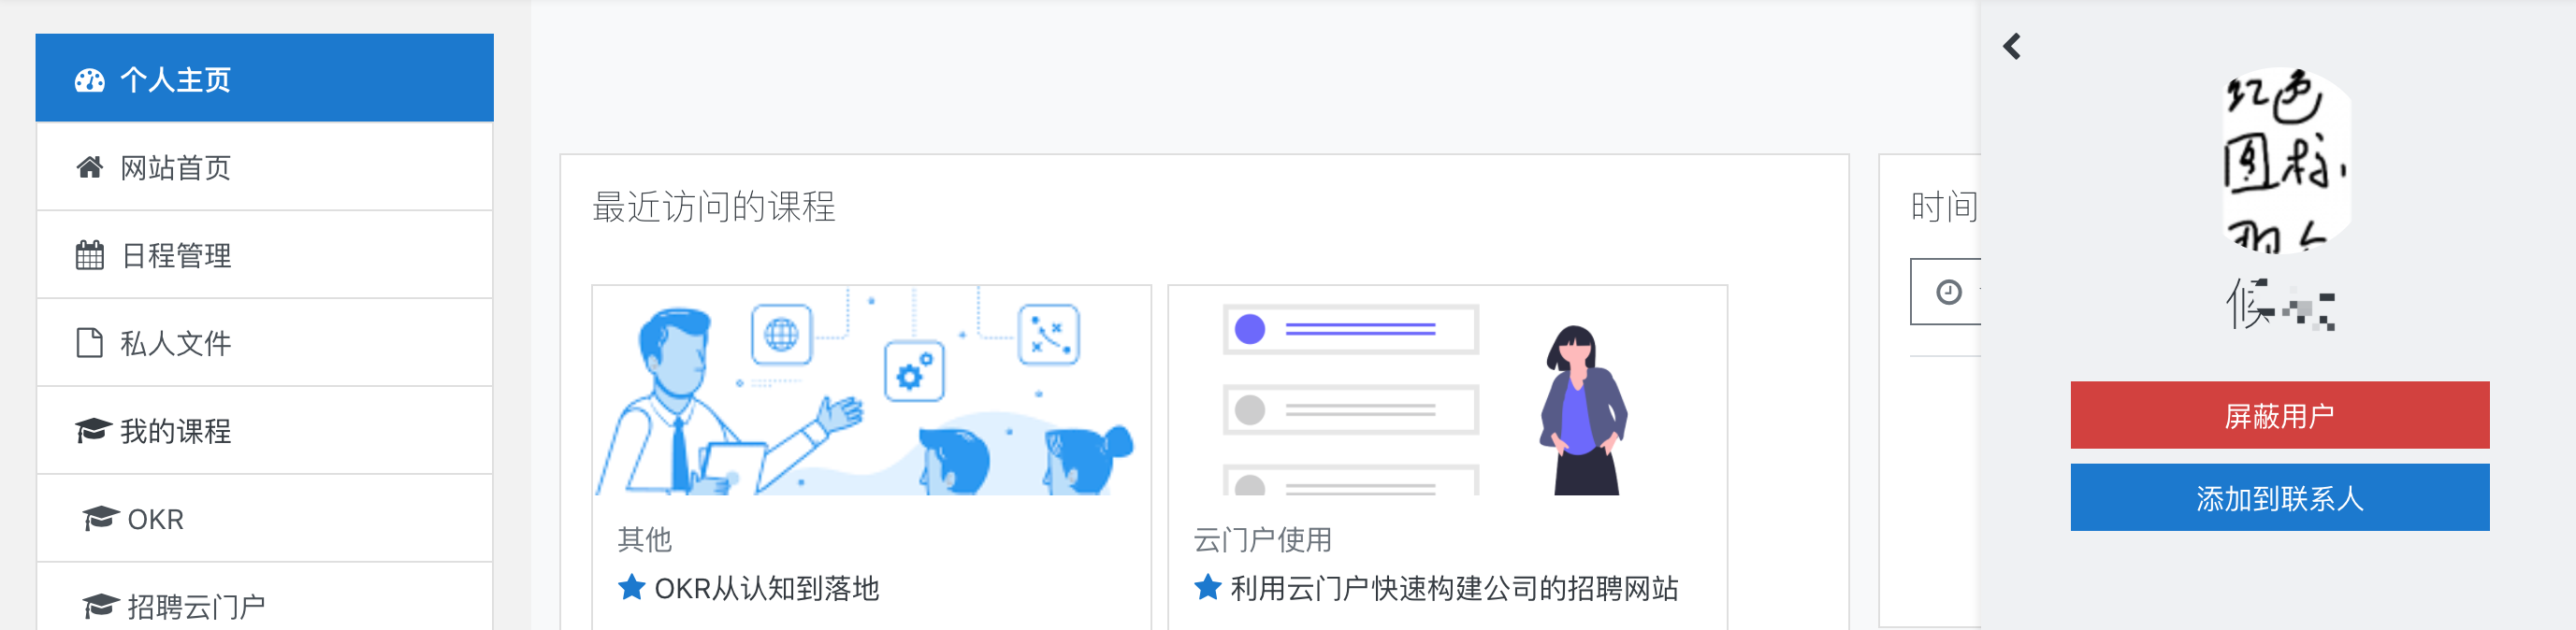 个人主页
网站首页
日程管理
私人文件
我的课程
OKR
招聘云门户
最近访问的课程
其他
OKR从认知到落地
云门户使用
利用云门户快速构建公司的招聘网站
时间
红色
圆标
候
屏蔽用户
添加到联系人